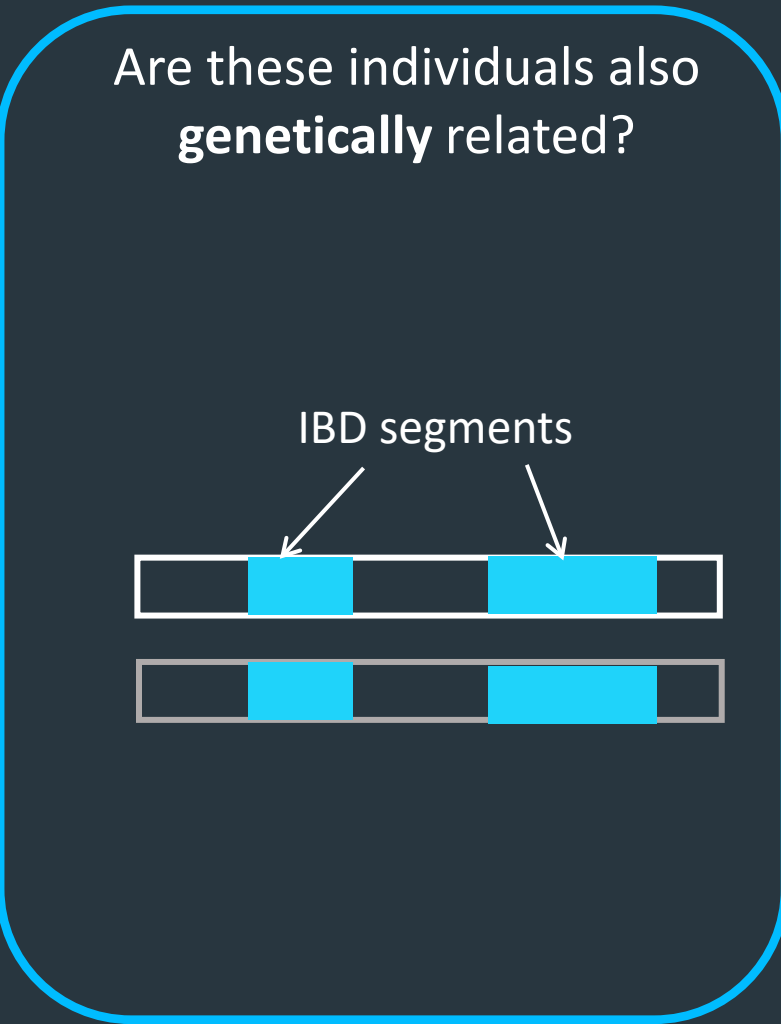 Are these individuals also
genetically related?
IBD segments